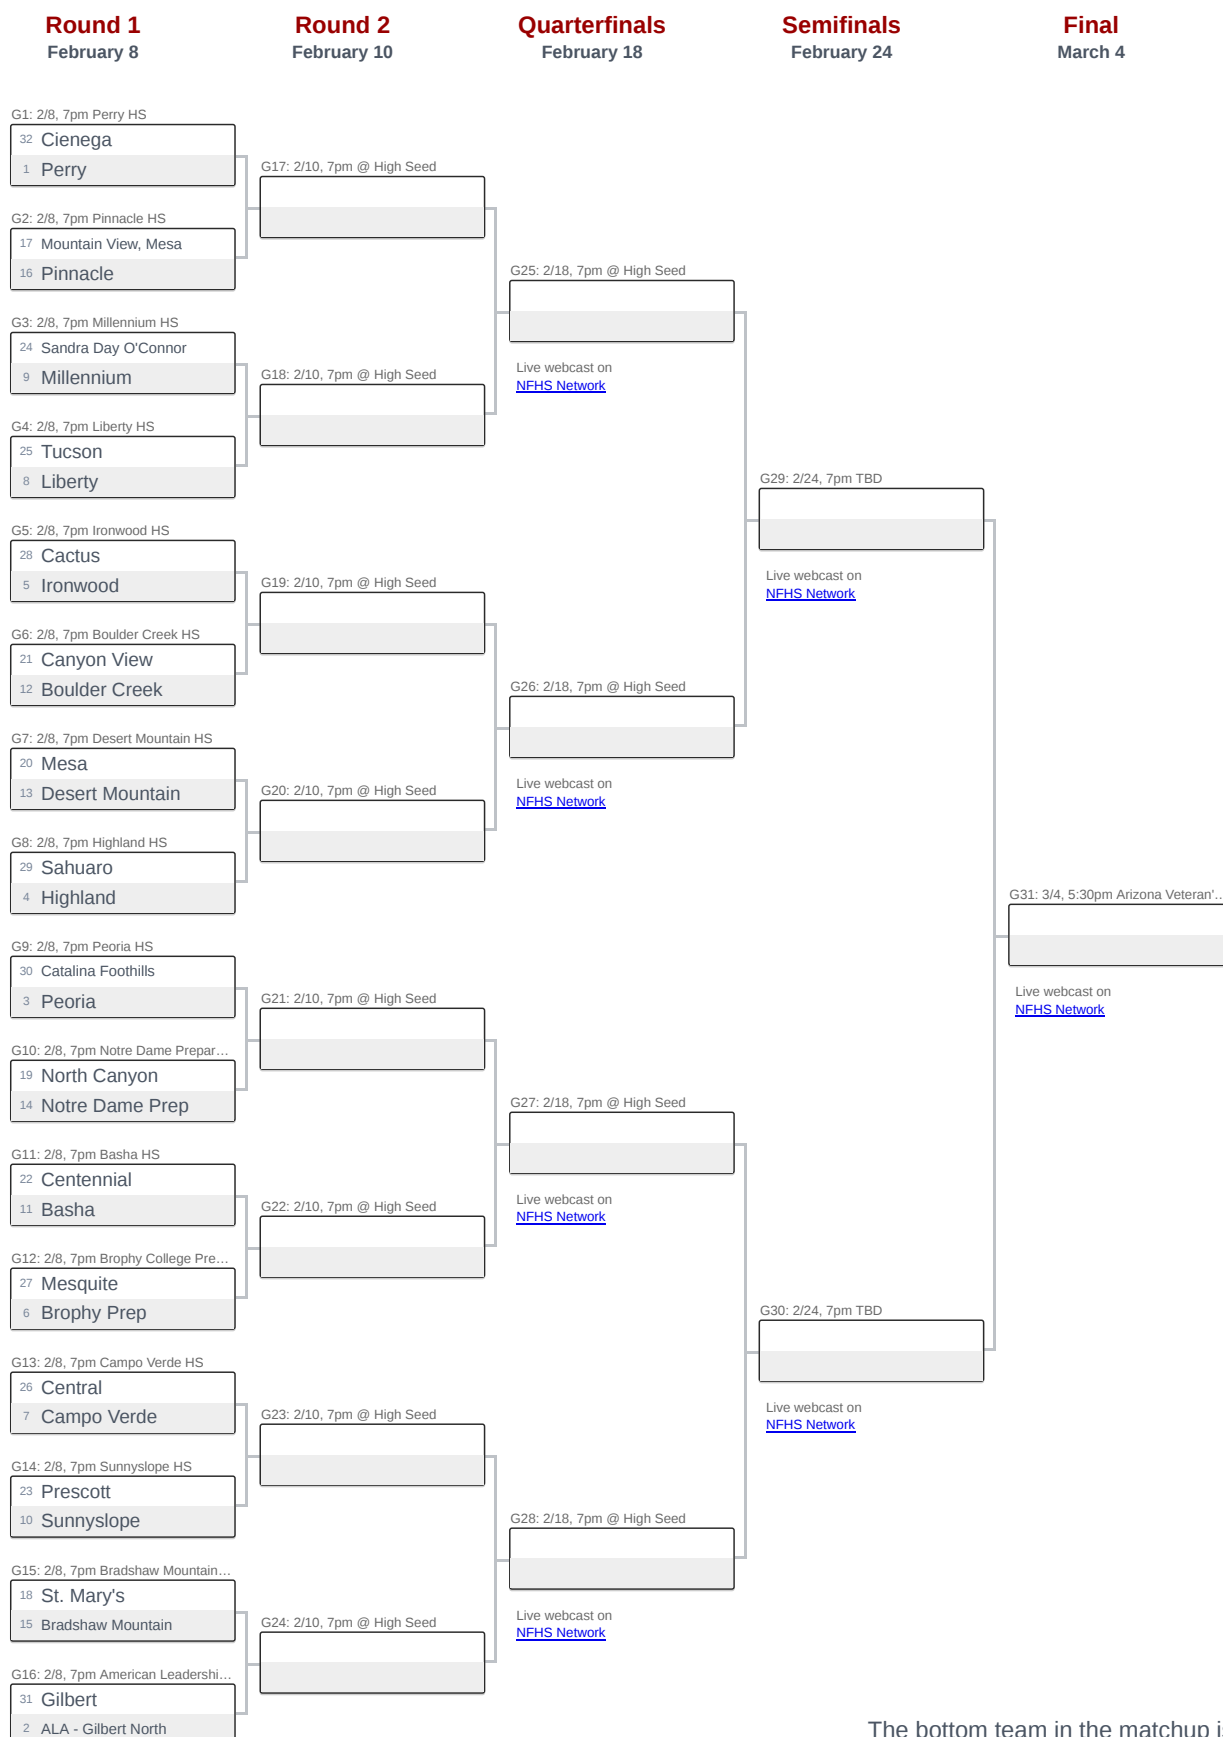 Round 1
February 8
Round 2
February 10
Quarterfinals
February 18
Semifinals
February 24
Final
March 4
G1: 2/8, 7pm Perry HS
32 Cienega
1 Perry
G2: 2/8, 7pm Pinnacle HS
17 Mountain View, Mesa
16 Pinnacle
G3: 2/8, 7pm Millennium HS
24 Sandra Day O'Connor
9 Millennium
G4: 2/8, 7pm Liberty HS
25 Tucson
8 Liberty
G5: 2/8, 7pm Ironwood HS
28 Cactus
5 Ironwood
G6: 2/8, 7pm Boulder Creek HS
21 Canyon View
12 Boulder Creek
G7: 2/8, 7pm Desert Mountain HS
20 Mesa
13 Desert Mountain
G8: 2/8, 7pm Highland HS
29 Sahuaro
4 Highland
G9: 2/8, 7pm Peoria HS
30 Catalina Foothills
3 Peoria
G10: 2/8, 7pm Notre Dame Prepar...
19 North Canyon
14 Notre Dame Prep
G11: 2/8, 7pm Basha HS
22 Centennial
11 Basha
G12: 2/8, 7pm Brophy College Pre...
27 Mesquite
6 Brophy Prep
G13: 2/8, 7pm Campo Verde HS
26 Central
7 Campo Verde
G14: 2/8, 7pm Sunnyslope HS
23 Prescott
10 Sunnyslope
G15: 2/8, 7pm Bradshaw Mountain...
18 St. Mary's
15 Bradshaw Mountain
G16: 2/8, 7pm American Leadershi...
31 Gilbert
2 ALA - Gilbert North
G17: 2/10, 7pm @ High Seed
G18: 2/10, 7pm @ High Seed
G19: 2/10, 7pm @ High Seed
G20: 2/10, 7pm @ High Seed
G21: 2/10, 7pm @ High Seed
G22: 2/10, 7pm @ High Seed
G23: 2/10, 7pm @ High Seed
G24: 2/10, 7pm @ High Seed
G25: 2/18, 7pm @ High Seed
Live webcast on
NFHS Network
G26: 2/18, 7pm @ High Seed
Live webcast on
NFHS Network
G27: 2/18, 7pm @ High Seed
Live webcast on
NFHS Network
G28: 2/18, 7pm @ High Seed
Live webcast on
NFHS Network
G29: 2/24, 7pm TBD
Live webcast on
NFHS Network
G30: 2/24, 7pm TBD
Live webcast on
NFHS Network
G31: 3/4, 5:30pm Arizona Veteran'...
Live webcast on
NFHS Network
The bottom team in the matchup is